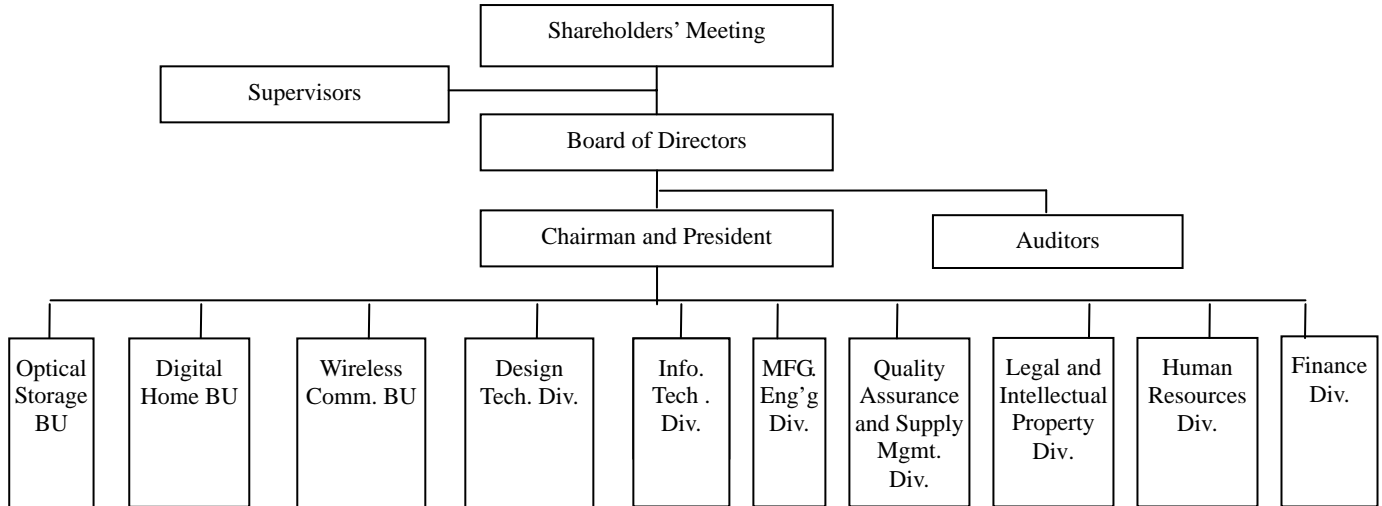 Shareholders’ Meeting
Supervisors
Board of Directors
Chairman and President
Auditors
Optical
Storage
BU
Digital
Home BU
Wireless
Comm. BU
Design
Tech. Div.
Info.
Tech .
Div.
MFG.
Eng’g
Div.
Quality
Assurance
and Supply
Mgmt.
Div.
Legal and
Intellectual
Property
Div.
Human
Resources
Div.
Finance
Div.